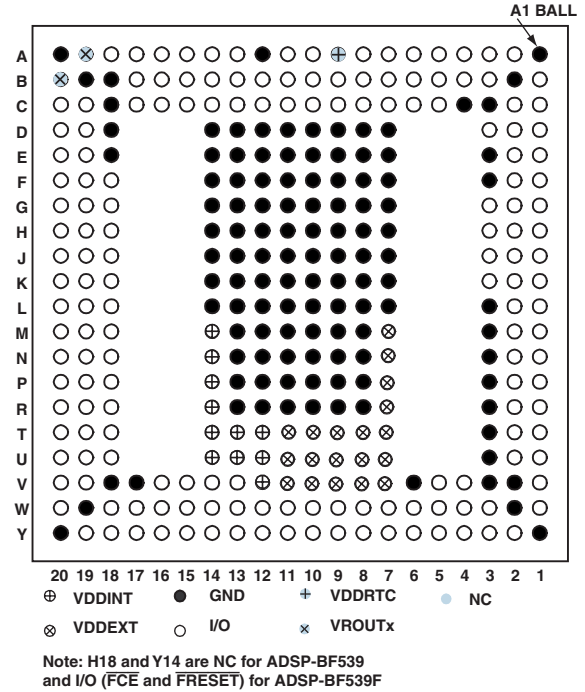 A1 BALL
A
B
C
D
E
F
G
H
J
K
L
M
N
P
R
T
U
V
W
Y
20 19 18 17 16 15 14 13 12 11 10 9 8 7 6 5 4 3 2 1
VDDINT GND VDDRTC NC
VDDEXT I/O VROUTx
Note: H18 and Y14 are NC for ADSP-BF539
and I/O (FCE and FRESET) for ADSP-BF539F